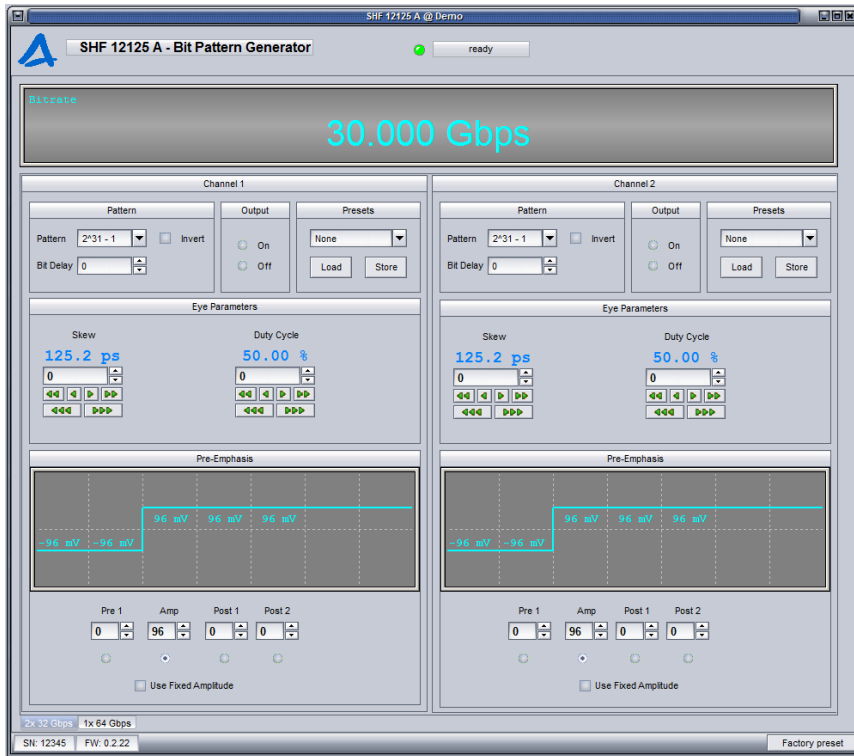 SHF 12125 A @ Demo
SHF 12125 A - Bit Pattern Generator
ready
Bitrate
30.000 Gbps
Channel 1
Pattern
Output
Presets
Pattern 2^31 - 1 Invert
On
None
Bit Delay 0
Off
Load Store
Eye Parameters
Skew Duty Cycle
125.2 ps 50.00 %
0 0
Pre-Emphasis
96 mV 96 mV 96 mV
-96 mV -96 mV
Pre 1 Amp Post 1 Post 2
0 96 0 0
Use Fixed Amplitude
Channel 2
Pattern
Output
Presets
Pattern 2^31 - 1 Invert
On
None
Bit Delay 0
Off
Load Store
Eye Parameters
Skew Duty Cycle
125.2 ps 50.00 %
0 0
Pre-Emphasis
96 mV 96 mV 96 mV
-96 mV -96 mV
Pre 1 Amp Post 1 Post 2
0 96 0 0
Use Fixed Amplitude
2x 32 Gbps 1x 64 Gbps
SN: 12345 FW: 0.2.22 Factory preset